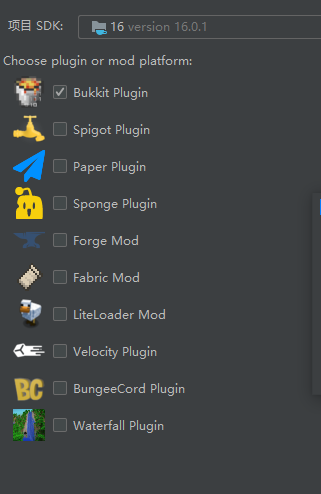 项目 SDK: 16 version 16.0.1
Choose plugin or mod platform:
Bukkit Plugin
Spigot Plugin
Paper Plugin
Sponge Plugin
Forge Mod
Fabric Mod
LiteLoader Mod
Velocity Plugin
BC BungeeCord Plugin
Waterfall Plugin